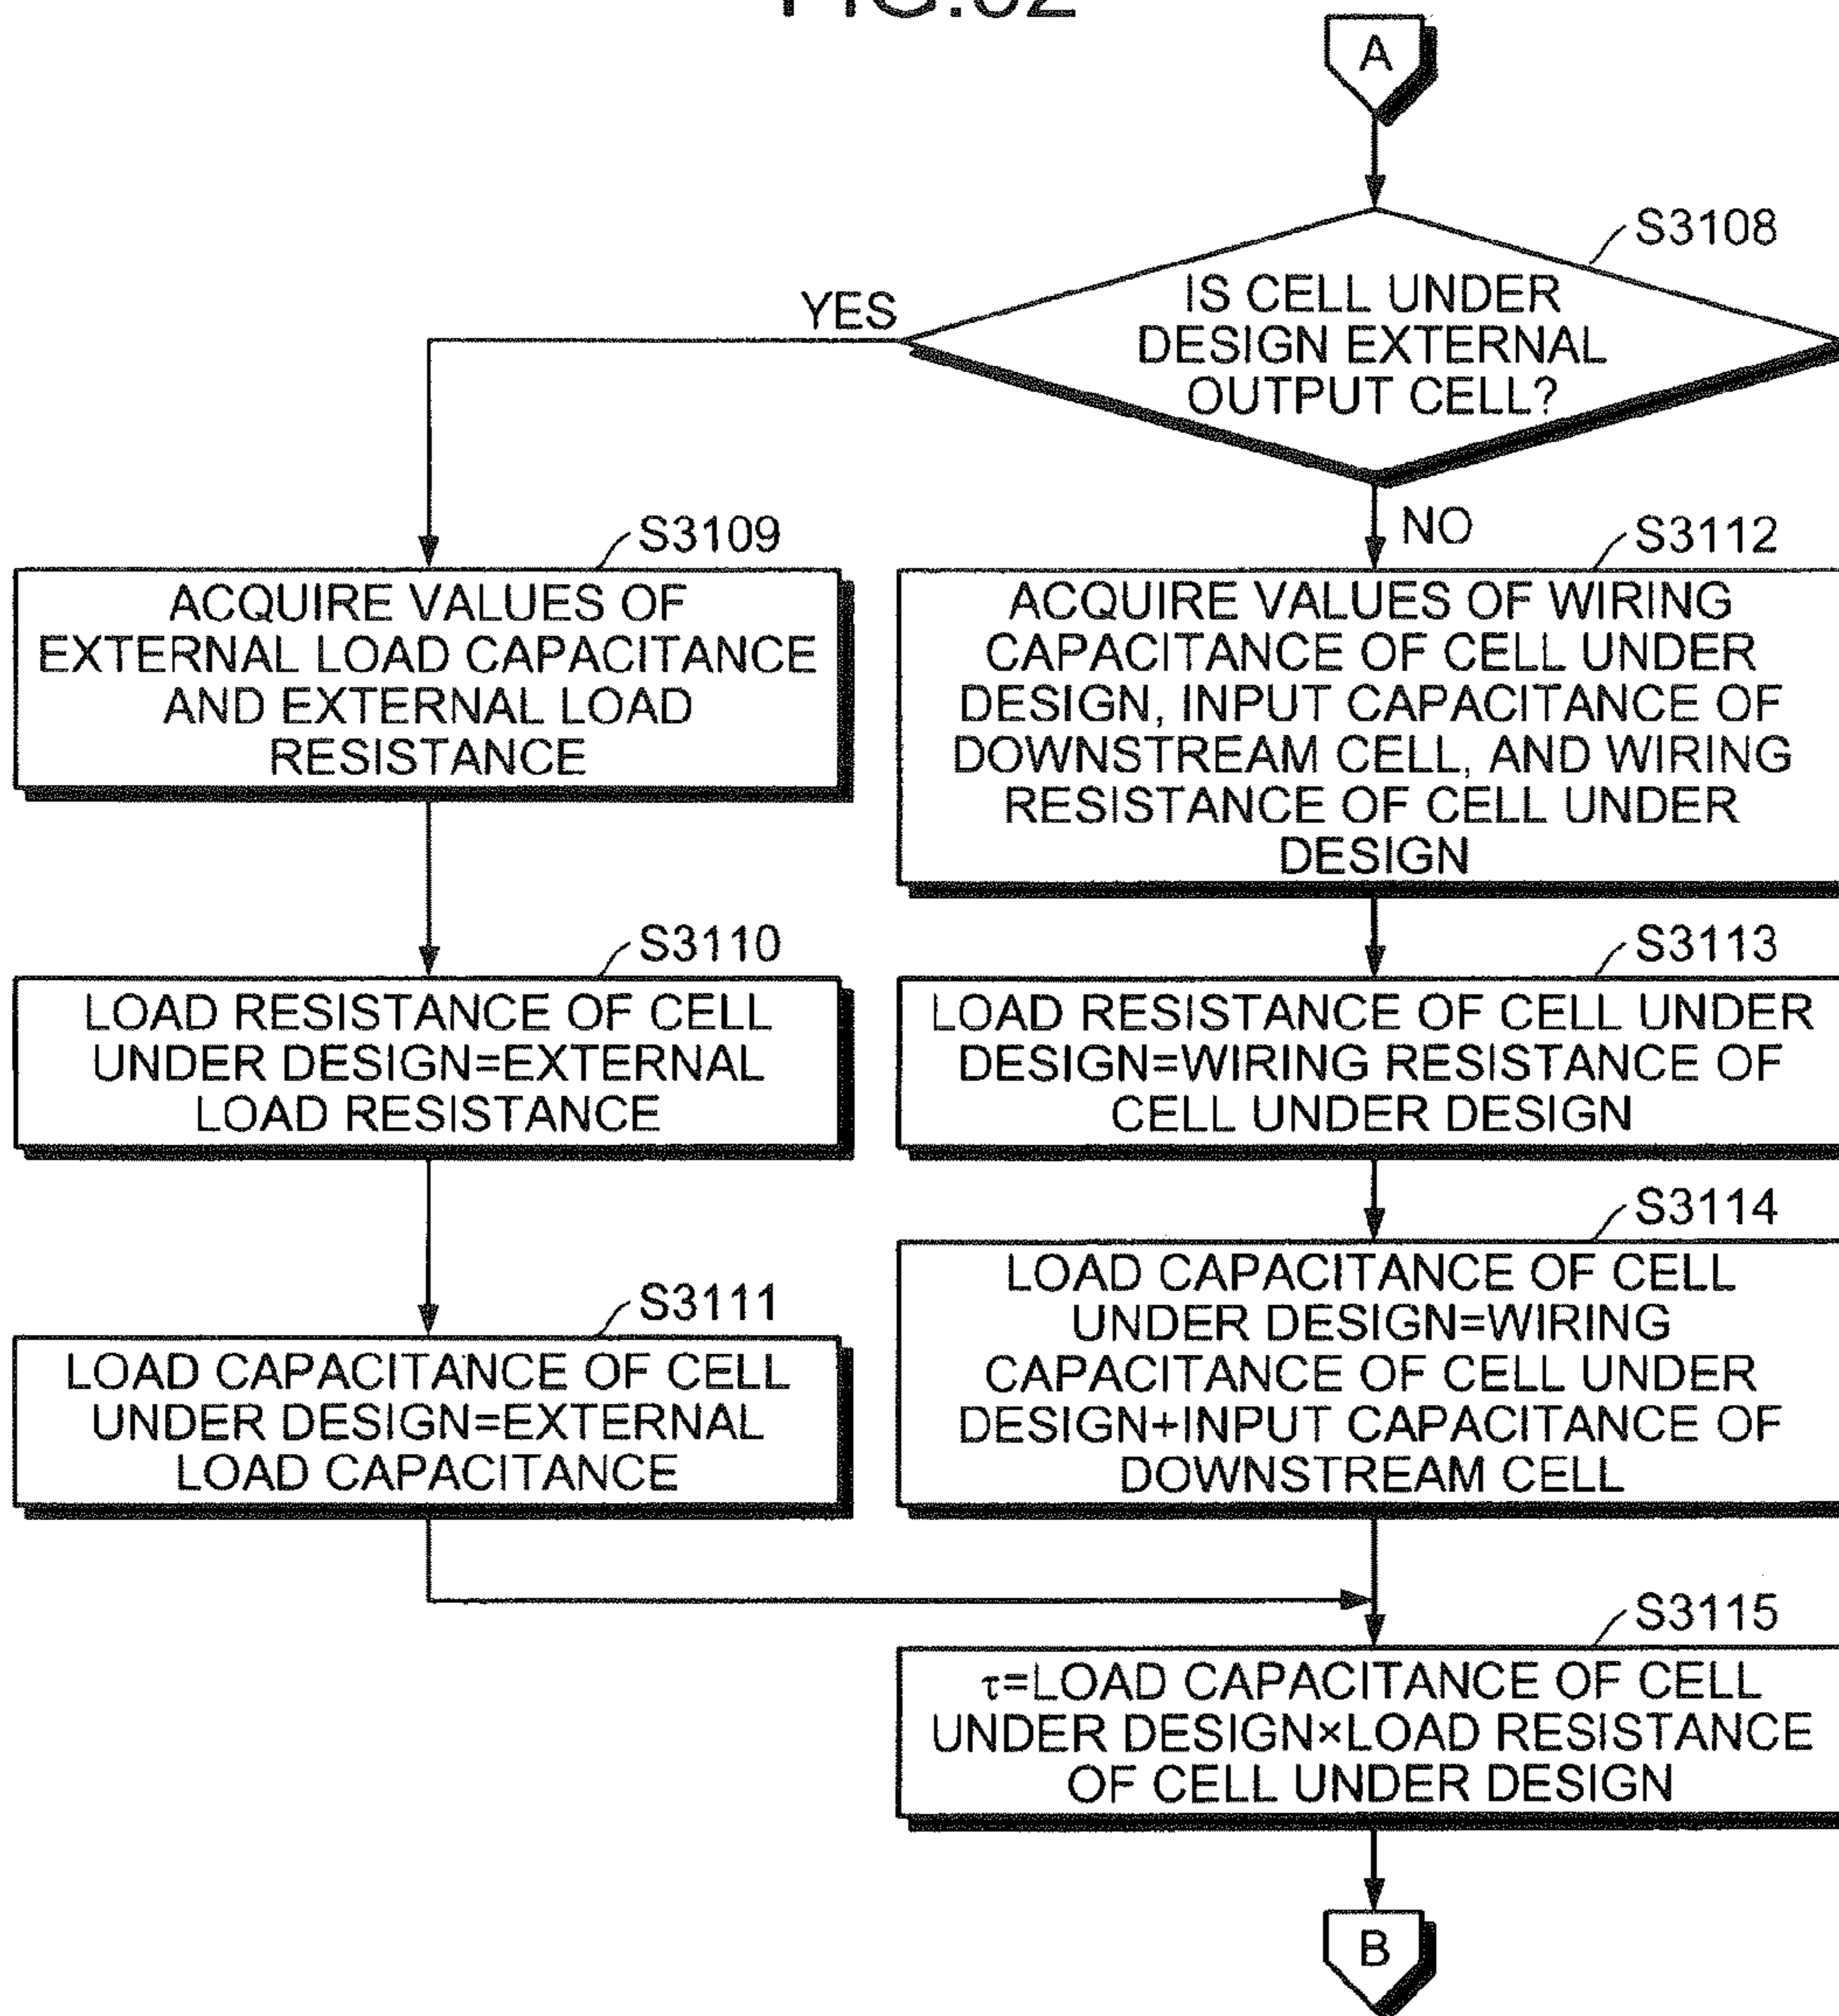 FIG.32
A
S3108
IS CELL UNDER
DESIGN EXTERNAL
OUTPUT CELL?
YES
NO
S3109
ACQUIRE VALUES OF
EXTERNAL LOAD CAPACITANCE
AND EXTERNAL LOAD
RESISTANCE
S3110
LOAD RESISTANCE OF CELL
UNDER DESIGN=EXTERNAL
LOAD RESISTANCE
S3111
LOAD CAPACITANCE OF CELL
UNDER DESIGN=EXTERNAL
LOAD CAPACITANCE
S3112
ACQUIRE VALUES OF WIRING
CAPACITANCE OF CELL UNDER
DESIGN, INPUT CAPACITANCE OF
DOWNSTREAM CELL, AND WIRING
RESISTANCE OF CELL UNDER
DESIGN
S3113
LOAD RESISTANCE OF CELL UNDER
DESIGN=WIRING RESISTANCE OF
CELL UNDER DESIGN
S3114
LOAD CAPACITANCE OF CELL
UNDER DESIGN=WIRING
CAPACITANCE OF CELL UNDER
DESIGN+INPUT CAPACITANCE OF
DOWNSTREAM CELL
S3115
τ=LOAD CAPACITANCE OF CELL
UNDER DESIGN×LOAD RESISTANCE
OF CELL UNDER DESIGN
B